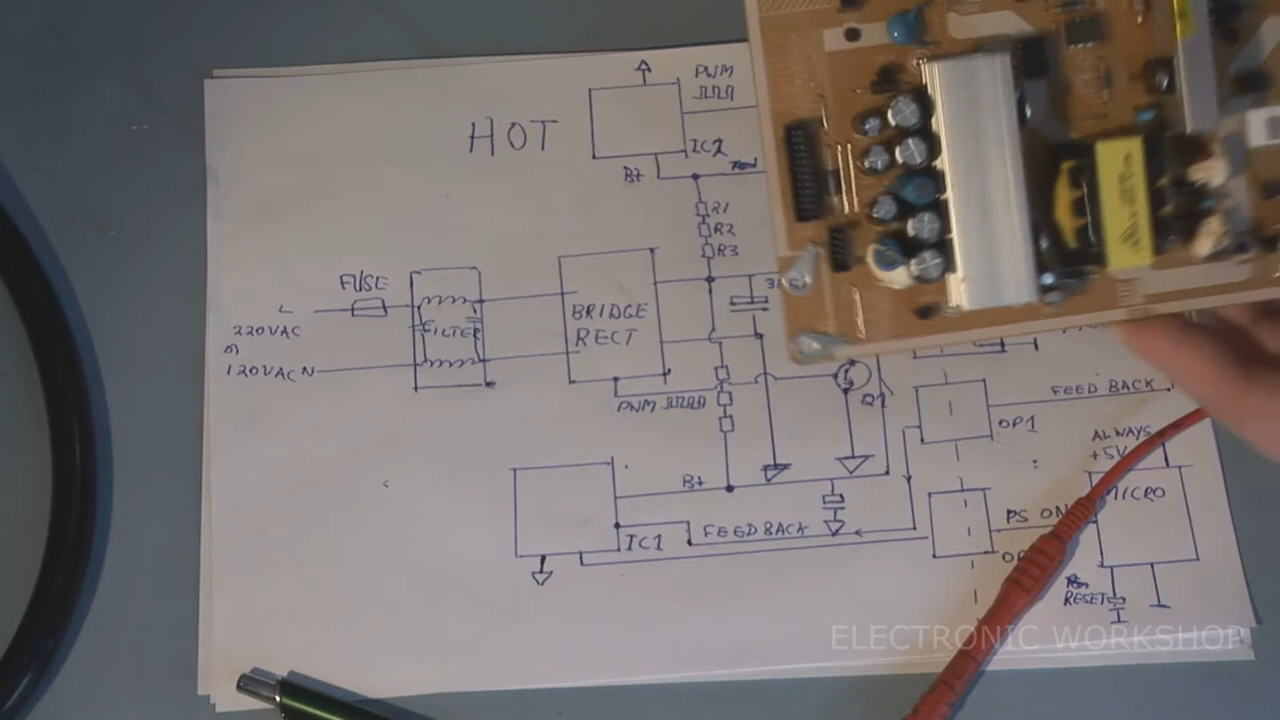 HOT
PWM
IC2
B+
R1
R2
R3
FUSE
L
220VAC
120VAC N
FILTER
BRIDGE
RECT
PWM
Q1
OP1
FEED BACK
ALWAYS
+5V
MICRO
B+
FEED BACK
IC1
PS ON
RESET
ELECTRONIC WORKSHOP